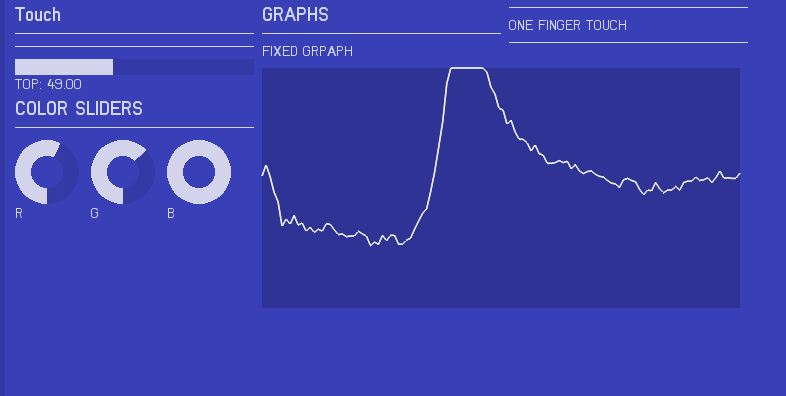 Touch
TOP: 49.00
COLOR SLIDERS
R
G
B
GRAPHS
FIXED GRPAPH
ONE FINGER TOUCH